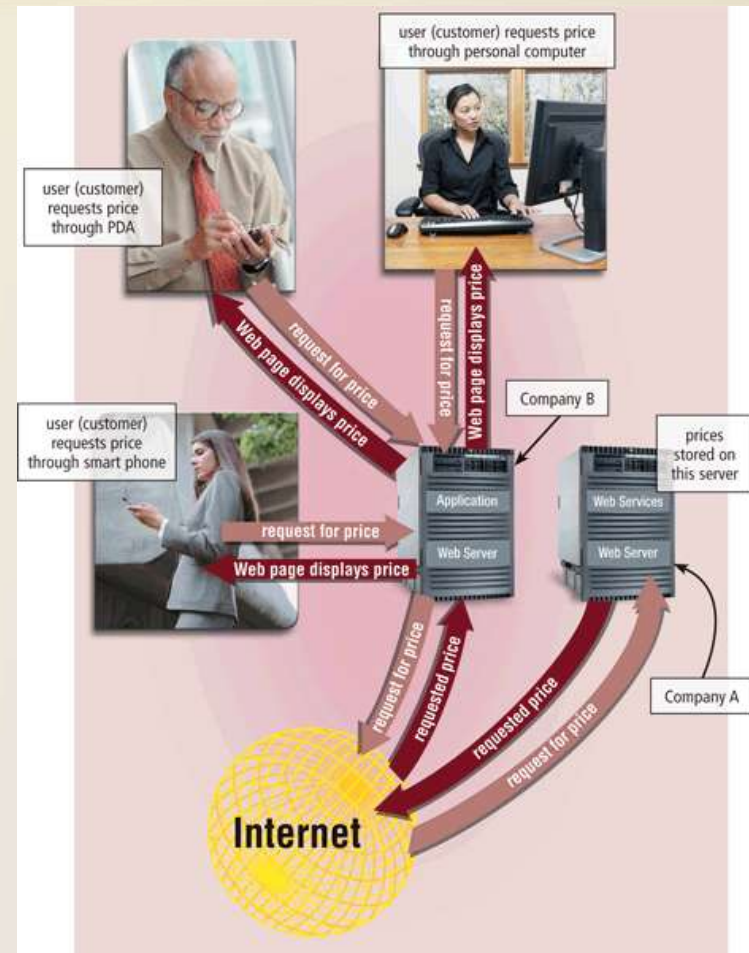 user (customer) requests price
through personal computer
user (customer)
requests price
through PDA
request for price
Web page displays price
request for price
Web page displays price
Company B
prices
stored on
this server
user (customer)
requests price
through smart phone
Application
Web Server
Web Services
Web Server
request for price
Web page displays price
request for price
requested price
requested price
request for price
Company A
Internet